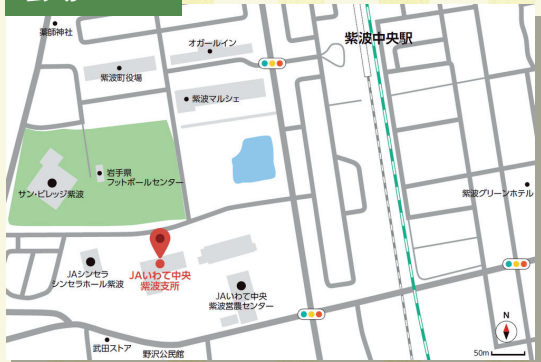 薬師神社
オガールイン
紫波中央駅
紫波町役場
紫波マルシェ
岩手県
フットボールセンター
サン・ビレッジ紫波
紫波グリーンホテル
JAシンセラ
シンセラホール紫波
JAいわて中央
紫波支所
JAいわて中央
紫波営農センター
武田ストア
野沢公民館
N
50m